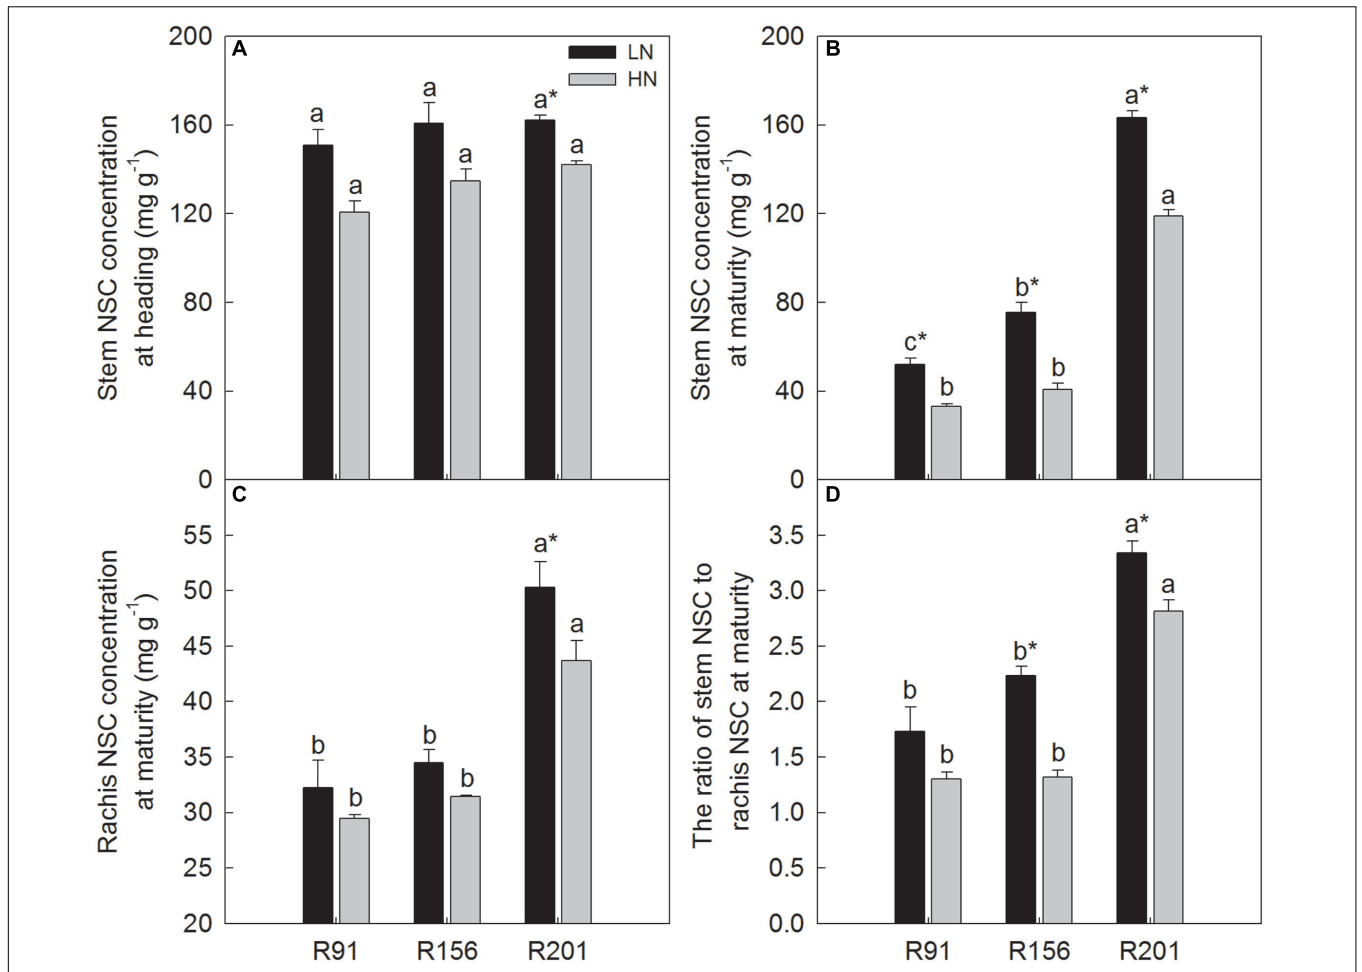 A
LN
HN
200
160
120
80
40
0
Stem NSC concentration
at heading (mg g⁻¹)
a
a
a
a
a*
a
B
200
160
120
80
40
0
Stem NSC concentration
at maturity (mg g⁻¹)
c*
b
b*
b
a*
a
C
55
50
45
40
35
30
25
20
Rachis NSC concentration
at maturity (mg g⁻¹)
b
b
b
b
a*
a
R91
R156
R201
D
3.5
3.0
2.5
2.0
1.5
1.0
0.5
0.0
The ratio of stem NSC to
rachis NSC at maturity
b
b
b*
b
a*
a
R91
R156
R201